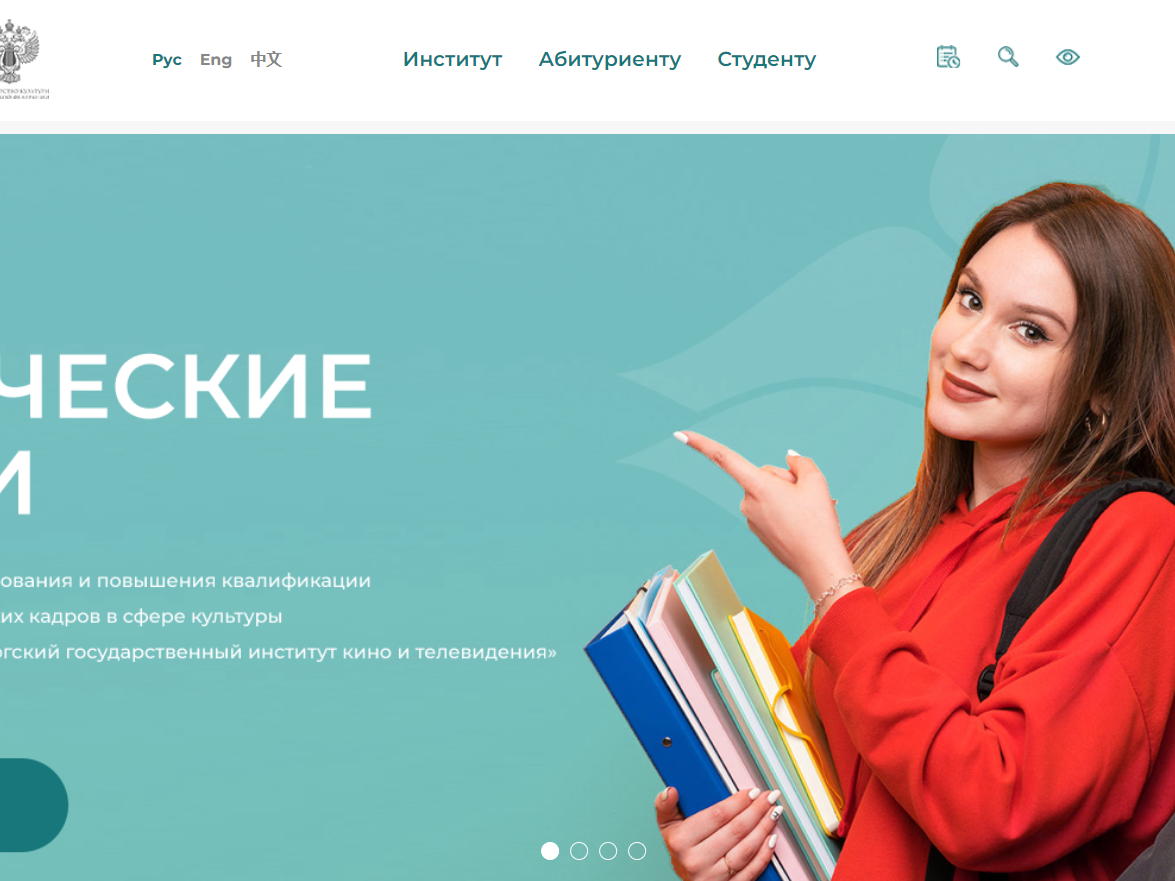 Рус Eng 中文 Институт Абитуриенту Студенту
ЧЕСКИЕ
И
ования и повышения квалификации
их кадров в сфере культуры
ргский государственный институт кино и телевидения»